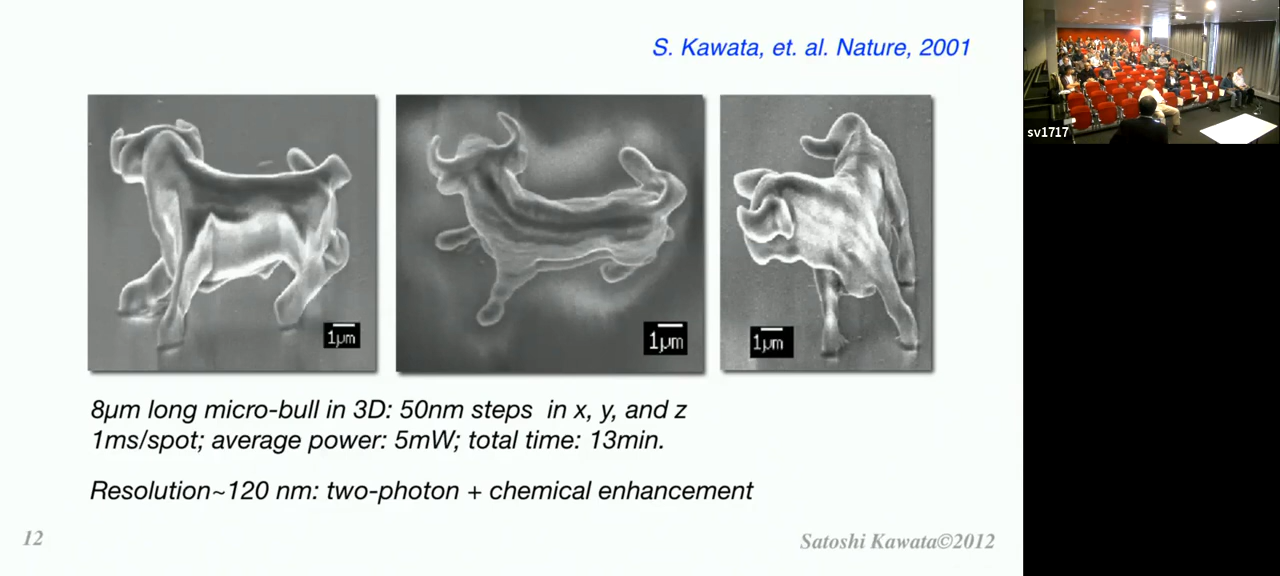 S. Kawata, et. al. Nature, 2001
sv1717
1µm
1µm
1µm
8µm long micro-bull in 3D: 50nm steps in x, y, and z
1ms/spot; average power: 5mW; total time: 13min.
Resolution~120 nm: two-photon + chemical enhancement
12
Satoshi Kawata©2012